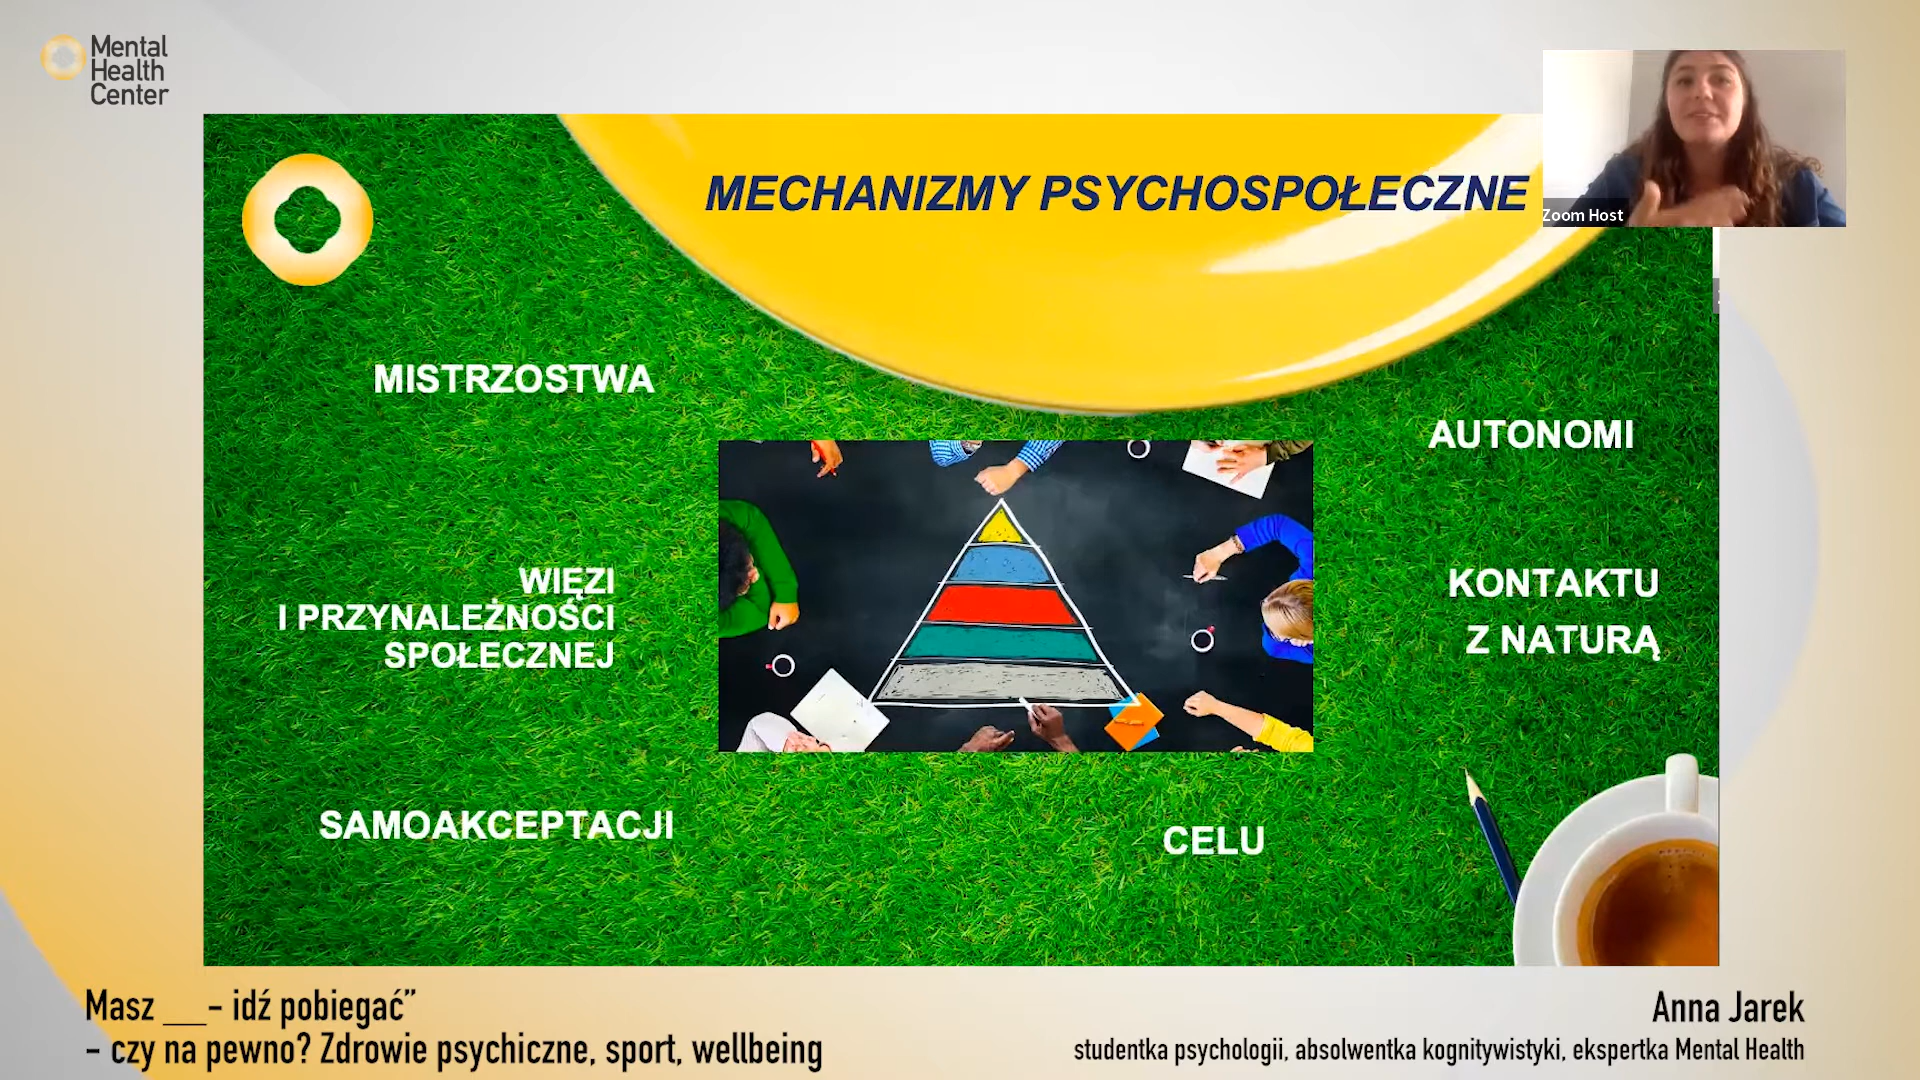 Mental
Health
Center
MECHANIZMY PSYCHOSPOŁECZNE
Zoom Host
MISTRZOSTWA
AUTONOMI
WIĘZI
I PRZYNALEŻNOŚCI
SPOŁECZNEJ
KONTAKTU
Z NATURĄ
SAMOAKCEPTACJI
CELU
Masz __- idź pobiegać”
- czy na pewno? Zdrowie psychiczne, sport, wellbeing
Anna Jarek
studentka psychologii, absolwentka kognitywistyki, ekspertka Mental Health